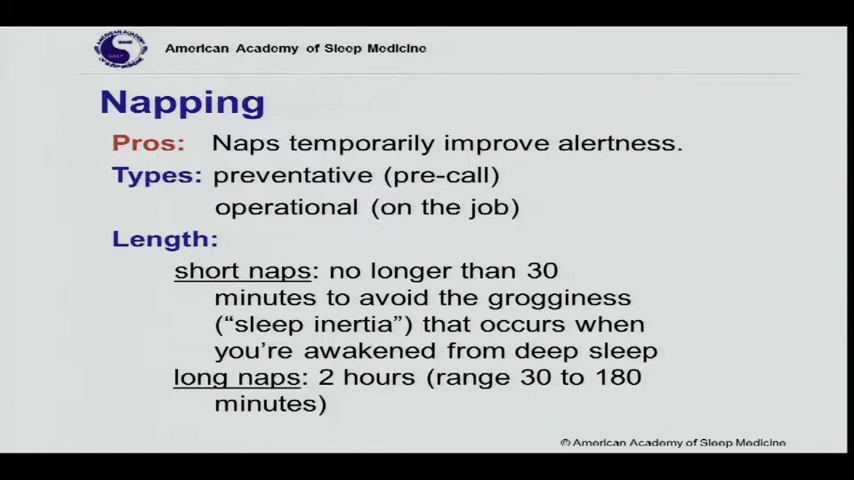 American Academy of Sleep Medicine
Napping
Pros: Naps temporarily improve alertness.
Types: preventative (pre-call)
operational (on the job)
Length:
short naps: no longer than 30
minutes to avoid the grogginess
(“sleep inertia”) that occurs when
you’re awakened from deep sleep
long naps: 2 hours (range 30 to 180
minutes)
© American Academy of Sleep Medicine